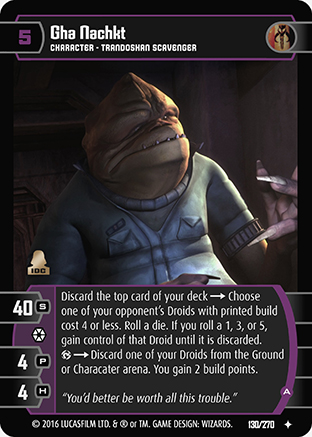 5
Gha Nachkt
CHARACTER - TRANDOSHAN SCAVENGER
IDC
40 S
4 P
4 H
Discard the top card of your deck → Choose
one of your opponent's Droids with printed build
cost 4 or less. Roll a die. If you roll a 1, 3, or 5,
gain control of that Droid until it is discarded.
→ Discard one of your Droids from the Ground
or Characater arena. You gain 2 build points.
"You'd better be worth all this trouble."
A
© 2016 LUCASFILM LTD. & ® OR TM. GAME DESIGN: WIZARDS.
130/270